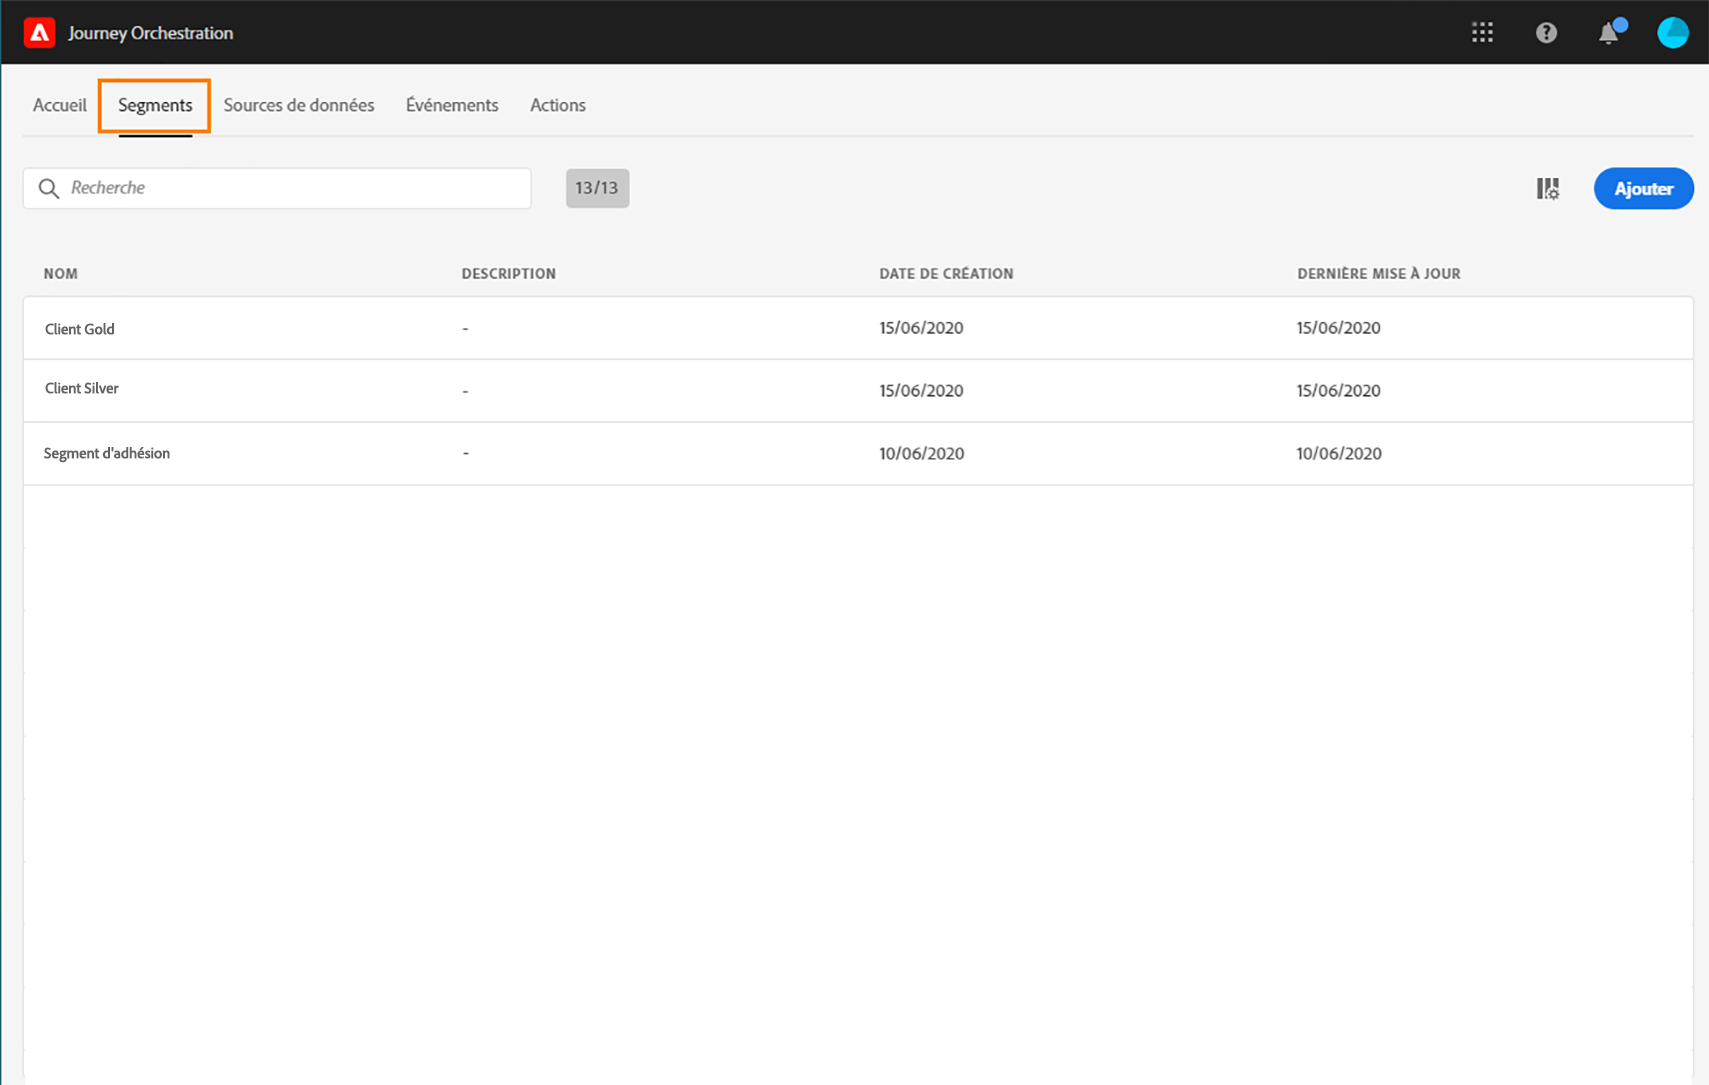 Journey Orchestration
Accueil Segments Sources de données Événements Actions
Recherche 13/13 Ajouter
NOM DESCRIPTION DATE DE CRÉATION DERNIÈRE MISE À JOUR
Client Gold - 15/06/2020 15/06/2020
Client Silver - 15/06/2020 15/06/2020
Segment d'adhésion - 10/06/2020 10/06/2020